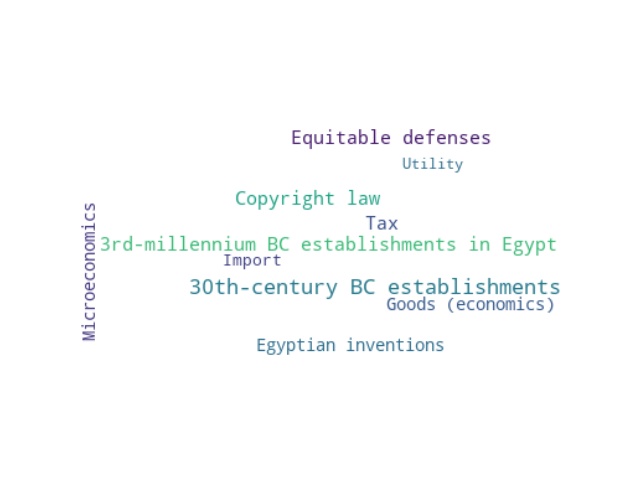 Equitable defenses
Utility
Copyright law
Tax
Microeconomics
3rd-millennium BC establishments in Egypt
Import
30th-century BC establishments
Goods (economics)
Egyptian inventions